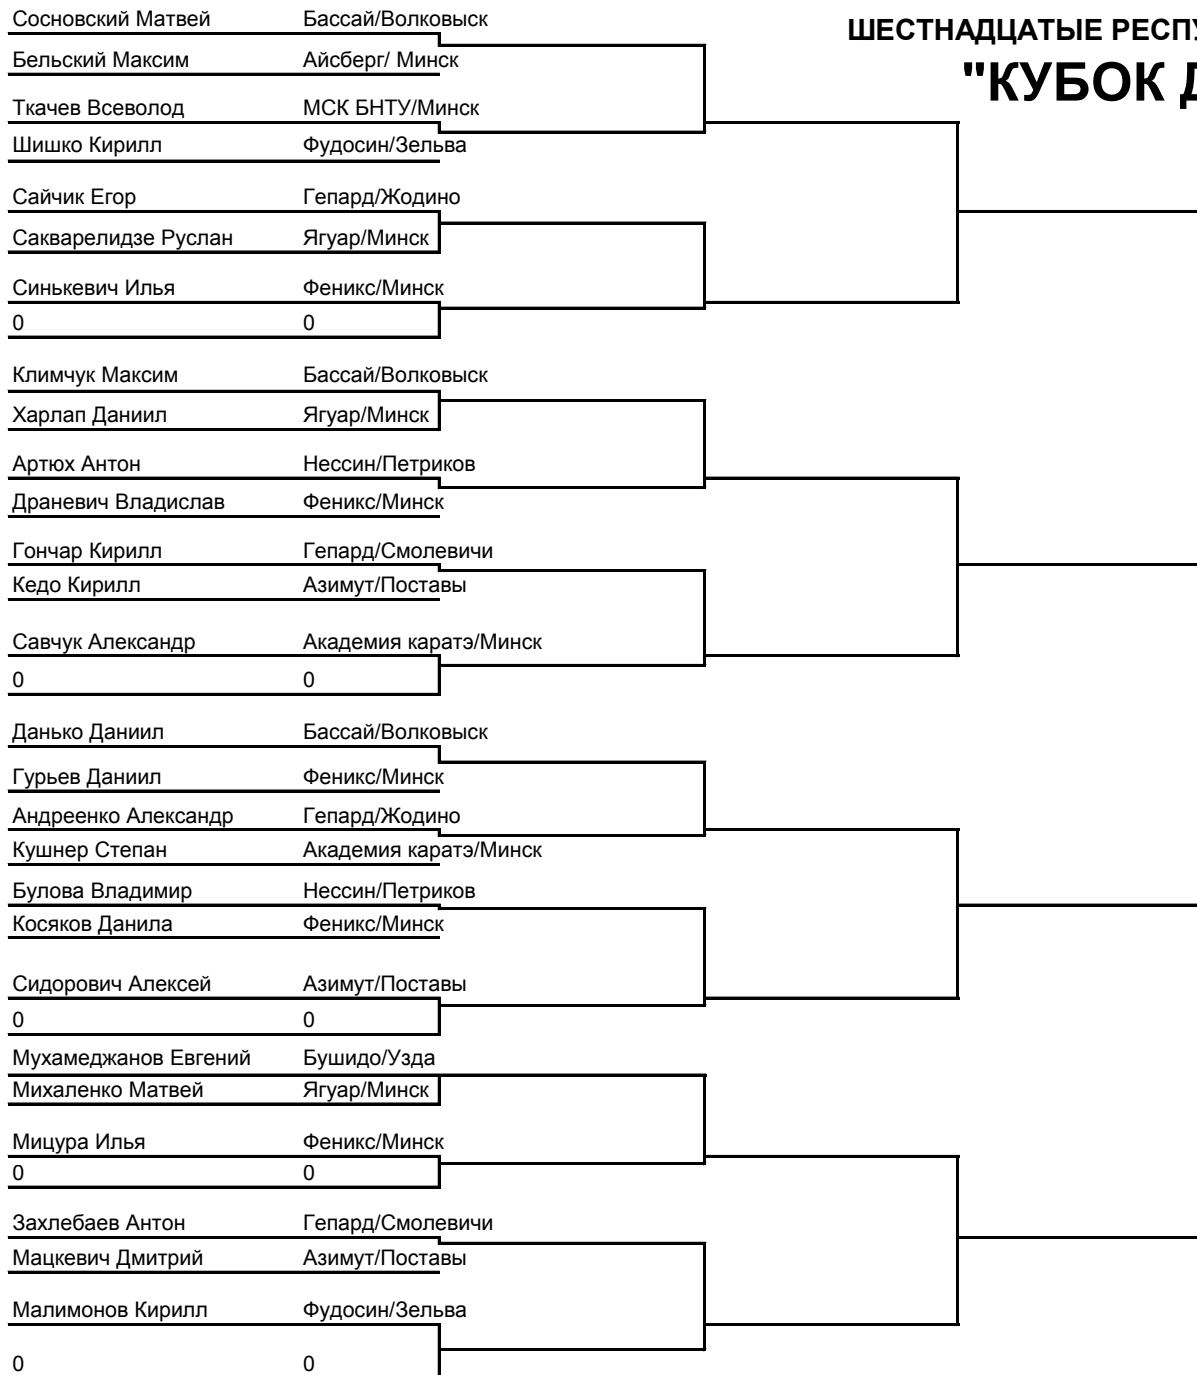 Сосновский Матвей Бассай/Волковыск
ШЕСТНАДЦАТЫЕ
Бельский Максим Айсберг/ Минск
"КУБОК
Ткачев Всеволод МСК БНТУ/Минск
Шишко Кирилл Фудосин/Зельва
Сайчик Егор Гепард/Жодино
Сакварелидзе Руслан Ягуар/Минск
Синькевич Илья Феникс/Минск
0 0
Климчук Максим Бассай/Волковыск
Харлап Даниил Ягуар/Минск
Артюх Антон Нессин/Петриков
Драневич Владислав Феникс/Минск
Гончар Кирилл Гепард/Смолевичи
Кедо Кирилл Азимут/Поставы
Савчук Александр Академия каратэ/Минск
0 0
Данько Даниил Бассай/Волковыск
Гурьев Даниил Феникс/Минск
Андреенко Александр Гепард/Жодино
Кушнер Степан Академия каратэ/Минск
Булова Владимир Нессин/Петриков
Косяков Данила Феникс/Минск
Сидорович Алексей Азимут/Поставы
0 0
Мухамеджанов Евгений Бушидо/Узда
Михаленко Матвей Ягуар/Минск
Мицура Илья Феникс/Минск
0 0
Захлебаев Антон Гепард/Смолевичи
Мацкевич Дмитрий Азимут/Поставы
Малимонов Кирилл Фудосин/Зельва
0 0